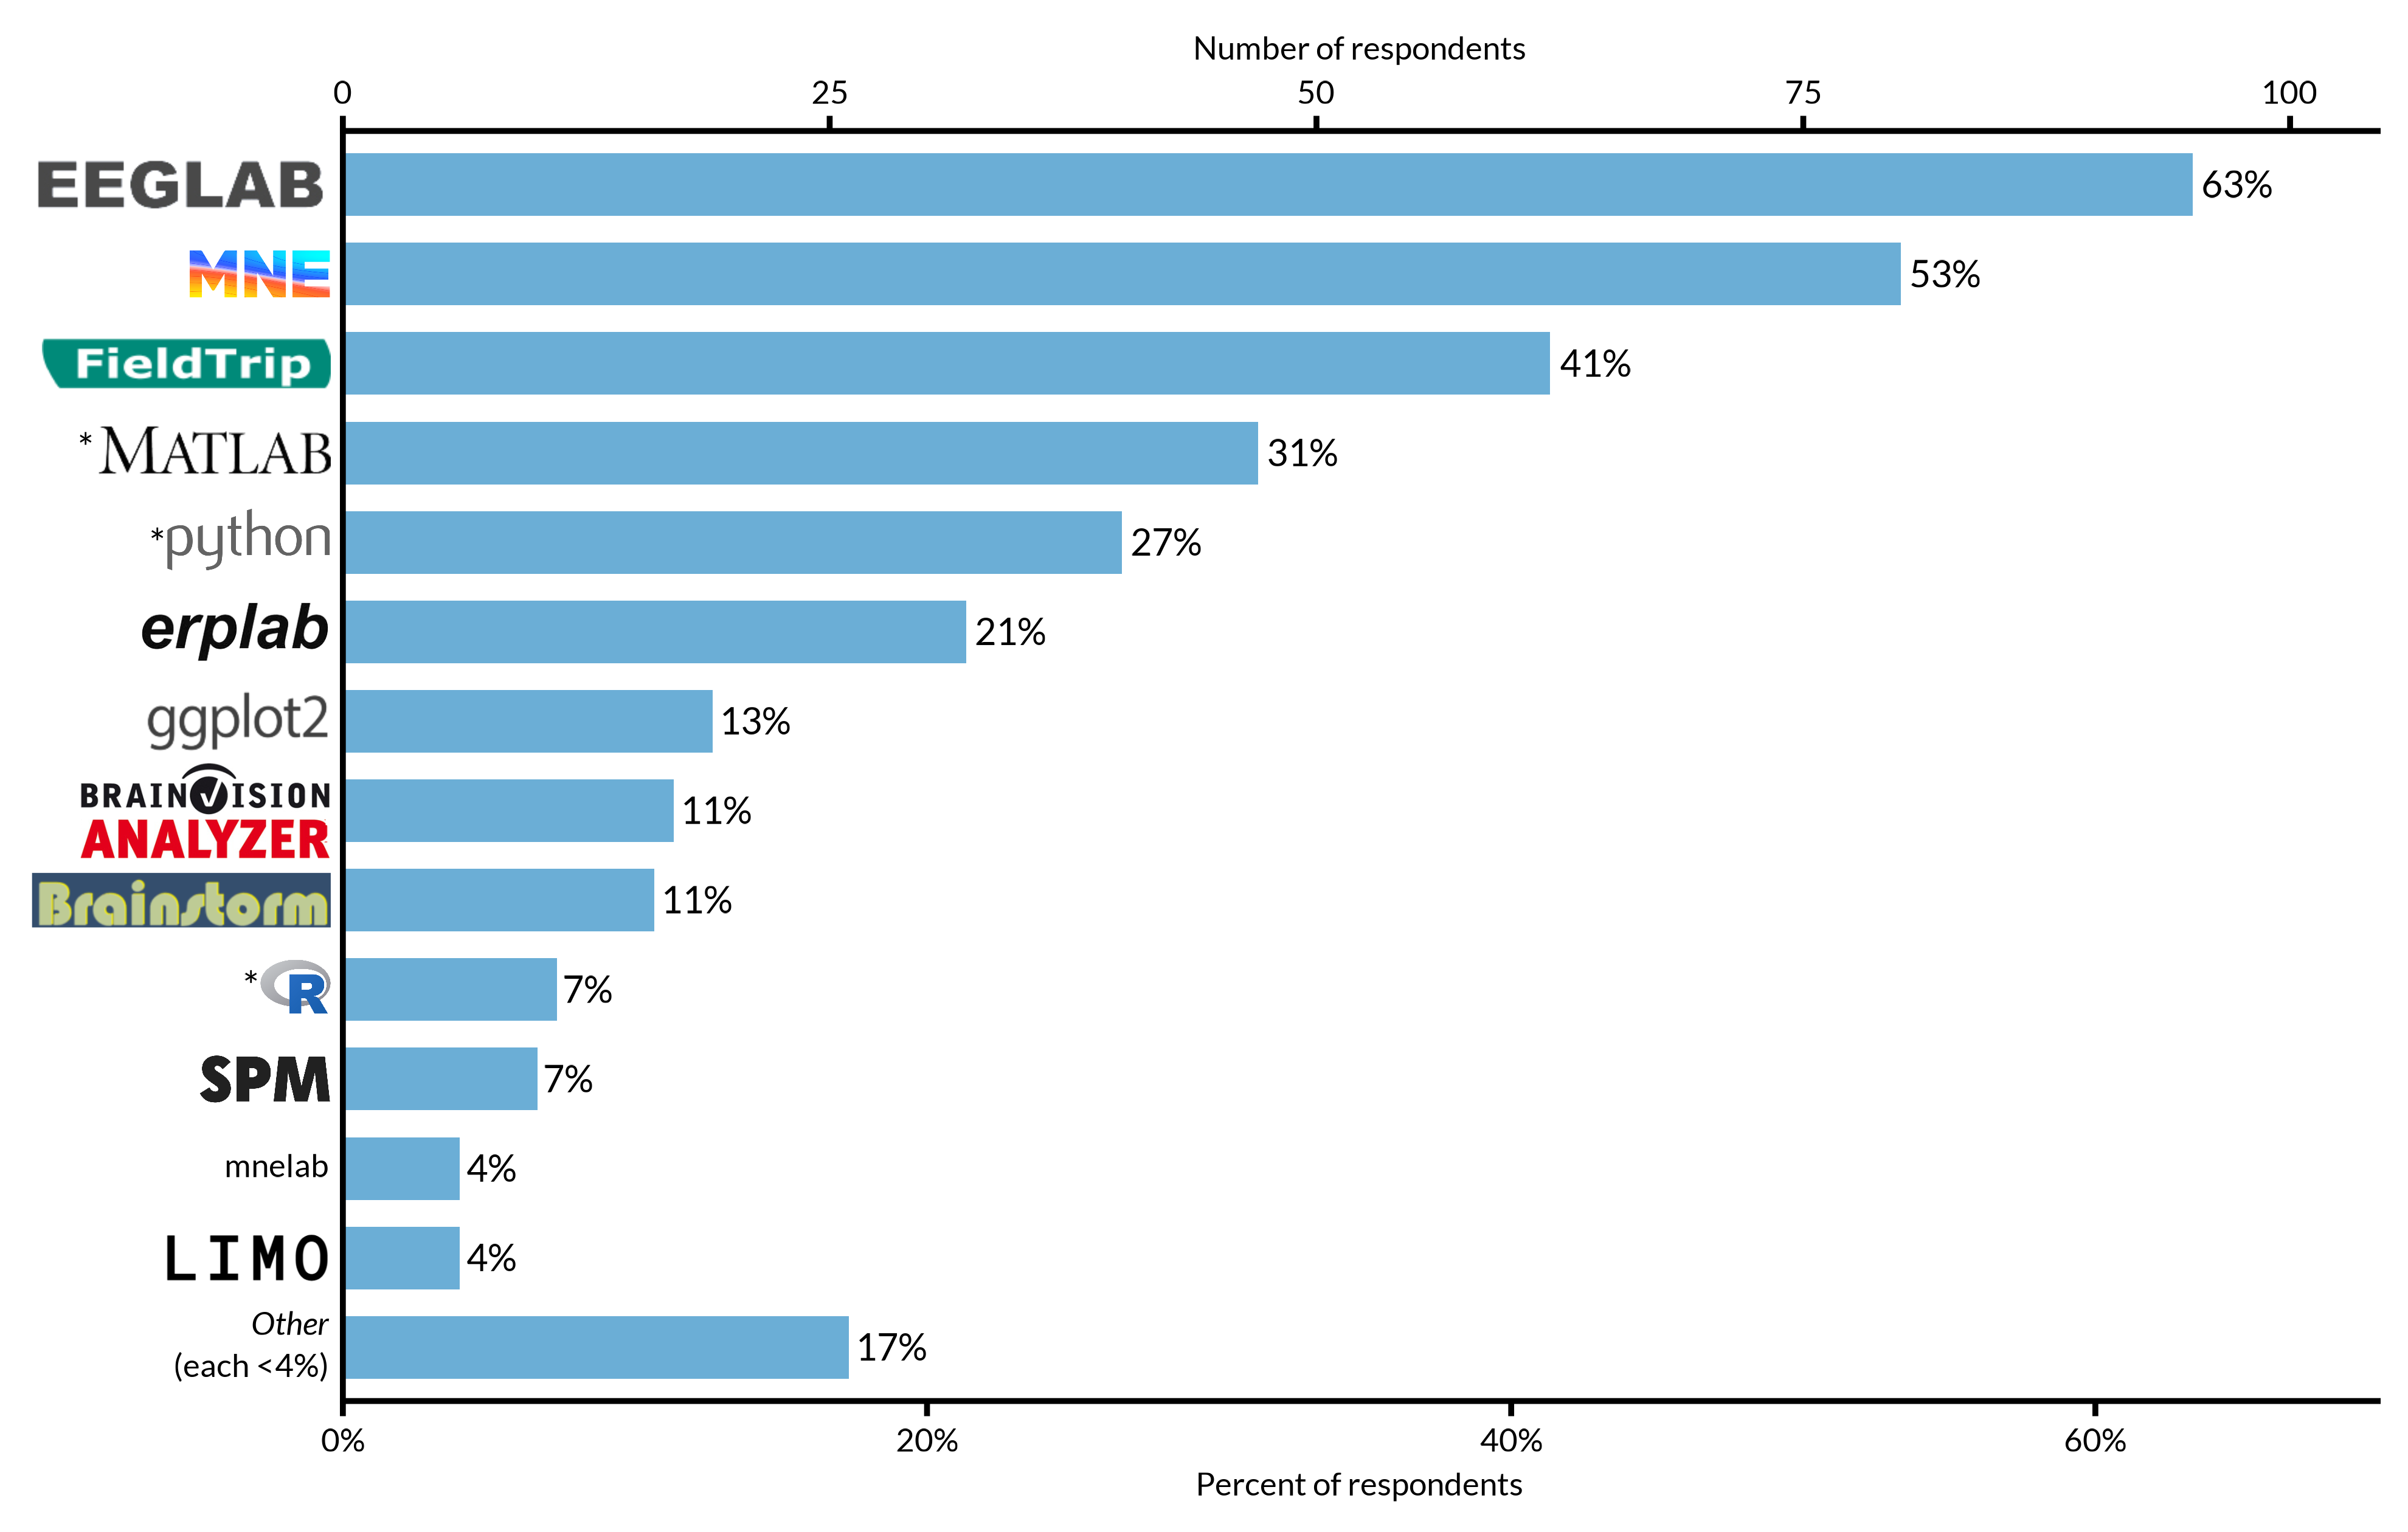 Number of respondents
0 25 50 75 100
EEGLAB 63%
MNE 53%
FieldTrip 41%
*MATLAB 31%
*python 27%
erplab 21%
ggplot2 13%
BRAINVISION
ANALYZER 11%
Brainstorm 11%
*R 7%
SPM 7%
mnelab 4%
LIMO 4%
Other
(each <4%) 17%
0% 20% 40% 60%
Percent of respondents